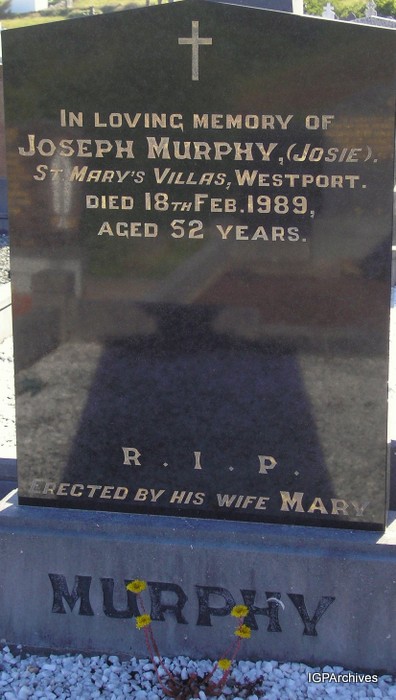 IN LOVING MEMORY OF
JOSEPH MURPHY, (JOSIE).
ST. MARY'S VILLAS, WESTPORT.
DIED 18TH FEB. 1989,
AGED 52 YEARS.
R. I. P.
ERECTED BY HIS WIFE MARY
MURPHY
IGPArchives